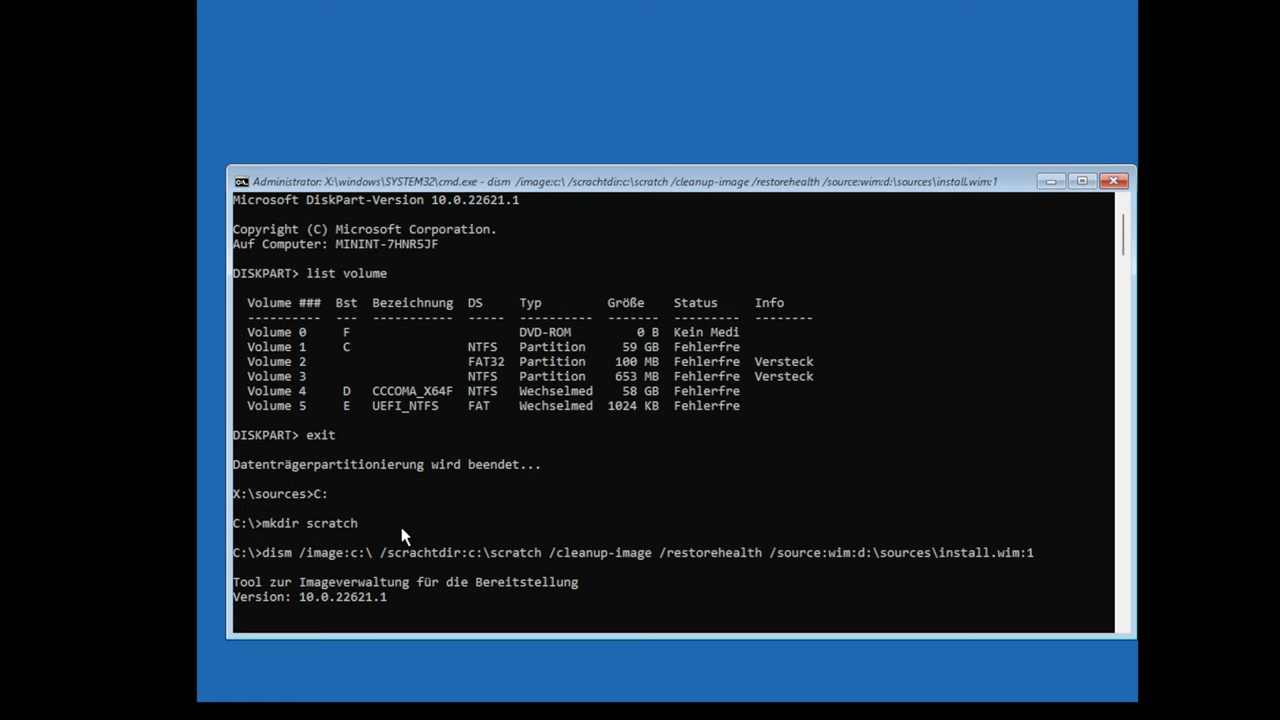 Administrator: X:\windows\SYSTEM32\cmd.exe - dism /image:c:\ /scrachtdir:c:\scratch /cleanup-image /restorehealth /source:wim:d:\sources\install.wim:1
Microsoft DiskPart-Version 10.0.22621.1
Copyright (C) Microsoft Corporation.
Auf Computer: MININT-7HNR5JF
DISKPART> list volume
Volume ### Bst Bezeichnung DS Typ Größe Status Info
---------- --- ----------- ----- ---------- ------- --------- --------
Volume 0 F DVD-ROM 0 B Kein Medi
Volume 1 C NTFS Partition 59 GB Fehlerfre
Volume 2 FAT32 Partition 100 MB Fehlerfre Versteck
Volume 3 NTFS Partition 653 MB Fehlerfre Versteck
Volume 4 D CCCOMA_X64F NTFS Wechselmed 58 GB Fehlerfre
Volume 5 E UEFI_NTFS FAT Wechselmed 1024 KB Fehlerfre
DISKPART> exit
Datenträgerpartitionierung wird beendet...
X:\sources>C:
C:\>mkdir scratch
C:\>dism /image:c:\ /scrachtdir:c:\scratch /cleanup-image /restorehealth /source:wim:d:\sources\install.wim:1
Tool zur Imageverwaltung für die Bereitstellung
Version: 10.0.22621.1